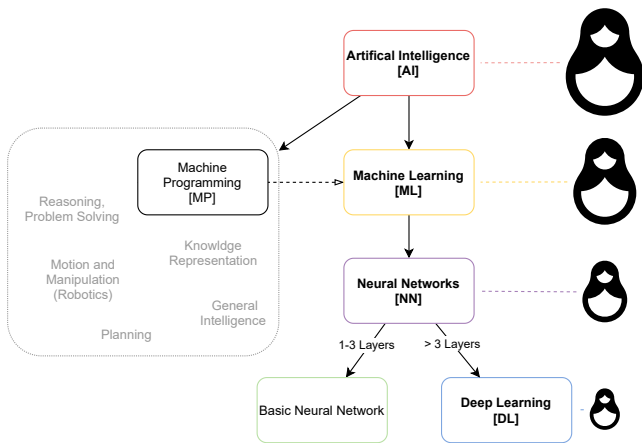 Artifical Intelligence
[AI]
Machine
Programming
[MP]
Machine Learning
[ML]
Reasoning,
Problem Solving
Knowldge
Representation
Motion and
Manipulation
(Robotics)
General
Intelligence
Planning
Neural Networks
[NN]
1-3 Layers
> 3 Layers
Basic Neural Network
Deep Learning
[DL]